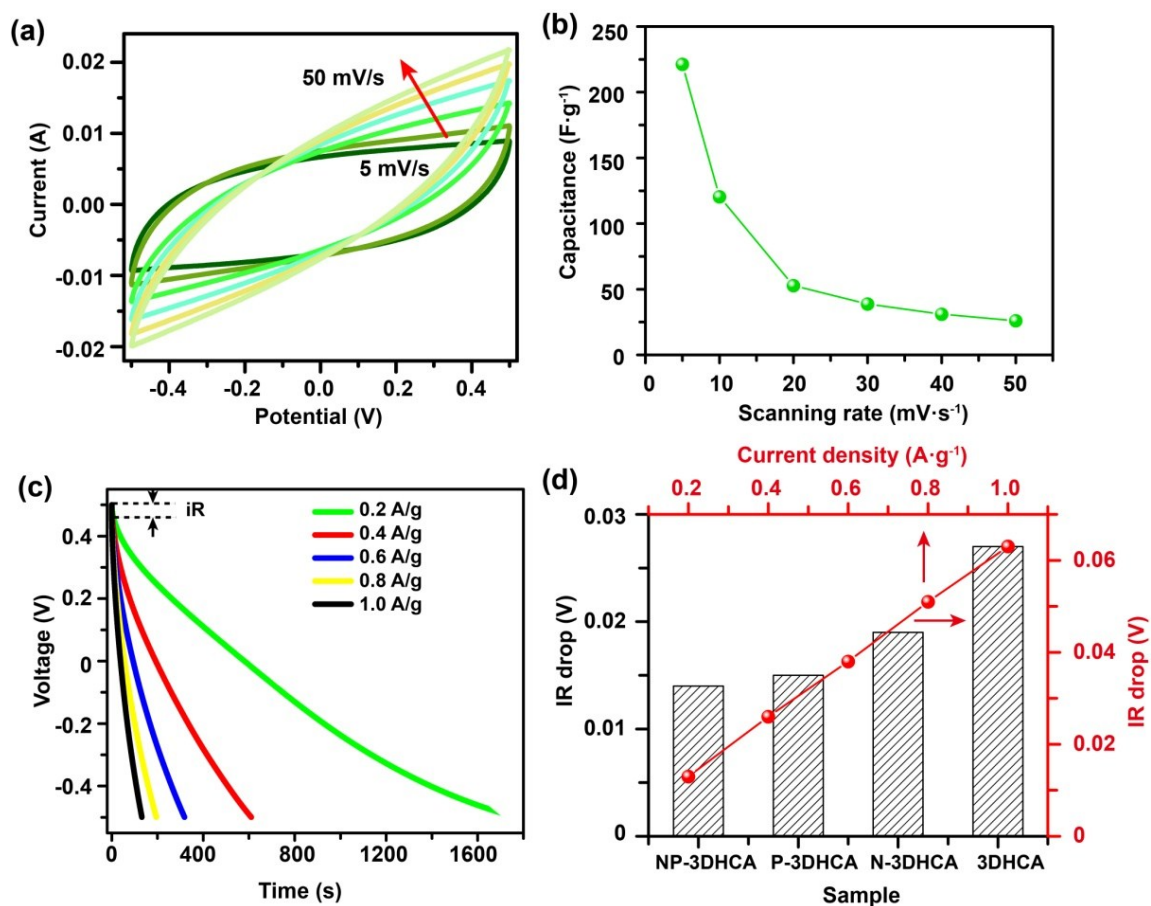 (a)
0.02
0.01
0.00
-0.01
-0.02
Current (A)
50 mV/s
5 mV/s
-0.4 -0.2 0.0 0.2 0.4
Potential (V)
(b)
250
200
150
100
50
0
Capacitance (F·g⁻¹)
0 10 20 30 40 50
Scanning rate (mV·s⁻¹)
(c)
iR
0.2 A/g
0.4 A/g
0.6 A/g
0.8 A/g
1.0 A/g
0.4
0.2
0
-0.2
-0.4
Voltage (V)
0 400 800 1200 1600
Time (s)
(d)
Current density (A·g⁻¹)
0.2 0.4 0.6 0.8 1.0
0.03
0.02
0.01
0
IR drop (V)
0.06
0.04
0.02
0
IR drop (V)
NP-3DHCA P-3DHCA N-3DHCA 3DHCA
Sample